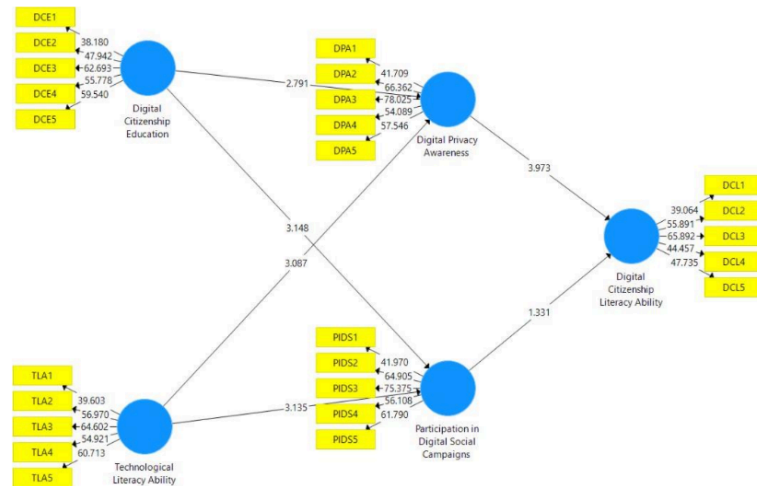 DCE1
DCE2
DCE3
DCE4
DCE5
38.180
47.942
62.693
55.778
59.540
Digital
Citizenship
Education
DPA1
DPA2
DPA3
DPA4
DPA5
41.709
66.362
78.025
54.089
57.546
Digital Privacy
Awareness
2.791
3.148
3.087
3.135
3.973
1.331
DCL1
DCL2
DCL3
DCL4
DCL5
39.064
55.891
65.892
44.457
47.735
Digital
Citizenship
Literacy Ability
TLA1
TLA2
TLA3
TLA4
TLA5
39.603
56.970
64.602
54.921
60.713
Technological
Literacy Ability
PIDS1
PIDS2
PIDS3
PIDS4
PIDS5
41.970
64.905
75.375
56.108
61.790
Participation in
Digital Social
Campaigns